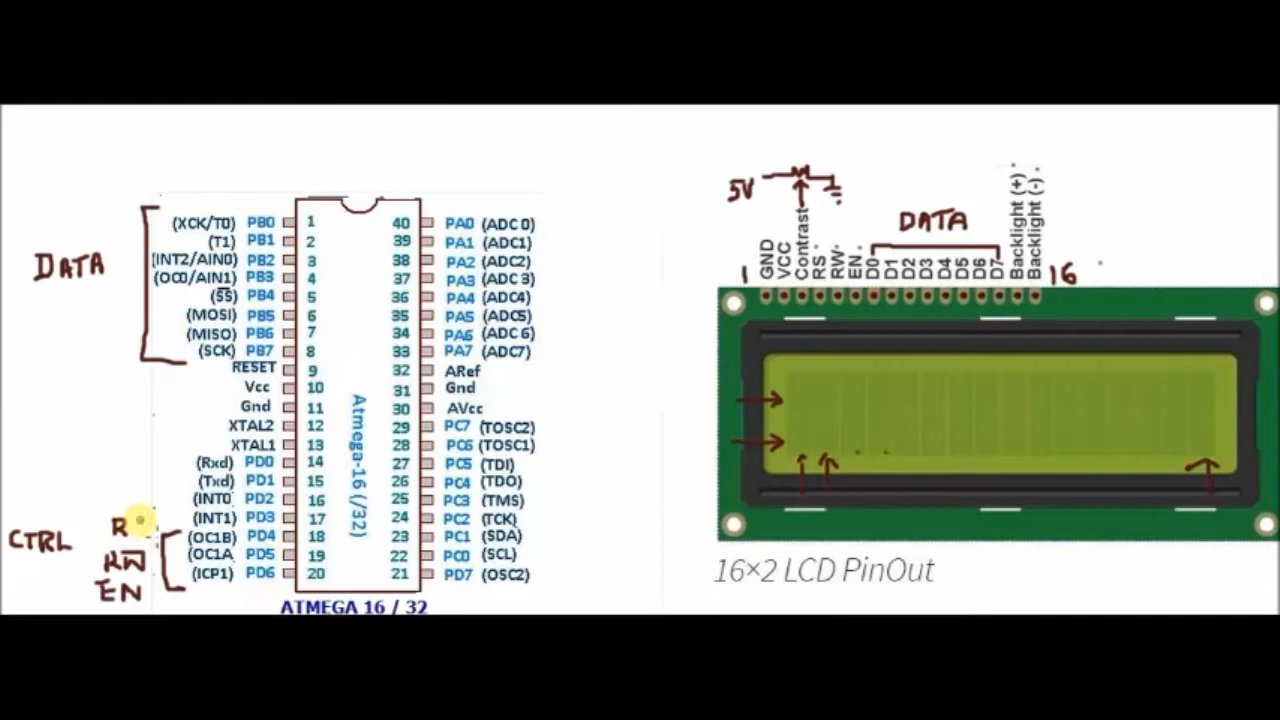 DATA
(XCK/T0) PB0 1 40 PA0 (ADC 0)
(T1) PB1 2 39 PA1 (ADC1)
(INT2/AIN0) PB2 3 38 PA2 (ADC2)
(OC0/AIN1) PB3 4 37 PA3 (ADC 3)
(SS) PB4 5 36 PA4 (ADC4)
(MOSI) PB5 6 35 PA5 (ADC5)
(MISO) PB6 7 34 PA6 (ADC 6)
(SCK) PB7 8 33 PA7 (ADC7)
RESET 9 32 ARef
Vcc 10 31 Gnd
Gnd 11 30 AVcc
XTAL2 12 29 PC7 (TOSC2)
XTAL1 13 28 PC6 (TOSC1)
(Rxd) PD0 14 27 PC5 (TDI)
(Txd) PD1 15 26 PC4 (TDO)
(INT0 PD2 16 25 PC3 (TMS)
(INT1) PD3 17 24 PC2 (TCK)
(OC1B) PD4 18 23 PC1 (SDA)
(OC1A PD5 19 22 PC0 (SCL)
(ICP1) PD6 20 21 PD7 (OSC2)
Atmega-16 (/32)
ATMEGA 16 / 32
CTRL
R
RW
EN
5V
DATA
1
GND
VCC
Contrast
RS
RW
EN
D0
D1
D2
D3
D4
D5
D6
D7
Backlight (+)
Backlight (-)
16
16×2 LCD PinOut